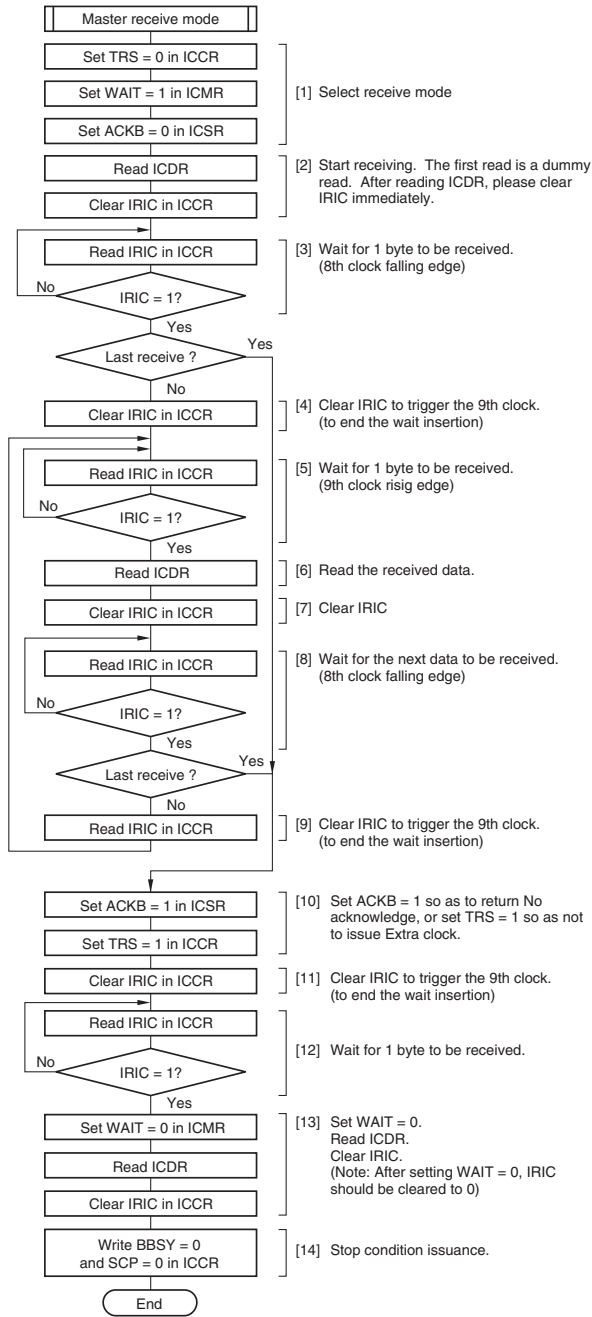 Master receive mode
Set TRS = 0 in ICCR
Set WAIT = 1 in ICMR
Set ACKB = 0 in ICSR
[1] Select receive mode
Read ICDR
Clear IRIC in ICCR
[2] Start receiving. The first read is a dummy
read. After reading ICDR, please clear
IRIC immediately.
Read IRIC in ICCR
[3] Wait for 1 byte to be received.
(8th clock falling edge)
No
IRIC = 1?
Yes
Last receive ?
Yes
No
Clear IRIC in ICCR
[4] Clear IRIC to trigger the 9th clock.
(to end the wait insertion)
Read IRIC in ICCR
[5] Wait for 1 byte to be received.
(9th clock risig edge)
No
IRIC = 1?
Yes
Read ICDR
[6] Read the received data.
Clear IRIC in ICCR
[7] Clear IRIC
Read IRIC in ICCR
[8] Wait for the next data to be received.
(8th clock falling edge)
No
IRIC = 1?
Yes
Last receive ?
Yes
No
Read IRIC in ICCR
[9] Clear IRIC to trigger the 9th clock.
(to end the wait insertion)
Set ACKB = 1 in ICSR
Set TRS = 1 in ICCR
[10] Set ACKB = 1 so as to return No
acknowledge, or set TRS = 1 so as not
to issue Extra clock.
Clear IRIC in ICCR
[11] Clear IRIC to trigger the 9th clock.
(to end the wait insertion)
Read IRIC in ICCR
[12] Wait for 1 byte to be received.
No
IRIC = 1?
Yes
Set WAIT = 0 in ICMR
Read ICDR
Clear IRIC in ICCR
[13] Set WAIT = 0.
Read ICDR.
Clear IRIC.
(Note: After setting WAIT = 0, IRIC
should be cleared to 0)
Write BBSY = 0
and SCP = 0 in ICCR
[14] Stop condition issuance.
End